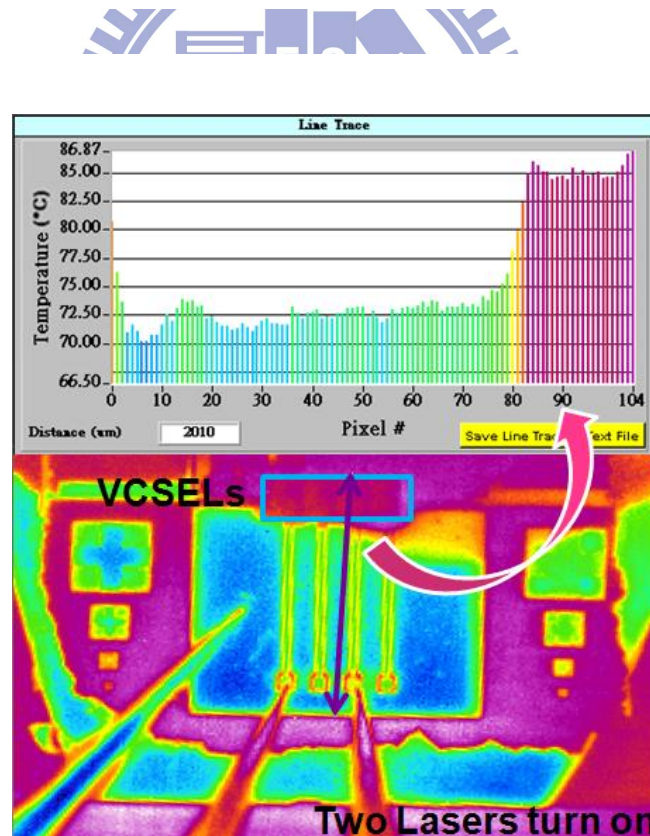 Line Trace
86.87
85.00
82.50
80.00
77.50
75.00
72.50
70.00
66.50
Temperature (°C)
0 10 20 30 40 50 60 70 80 90 104
Distance (um) 2010 Pixel # Save Line Trace Text File
VCSELs
Two Lasers turn on